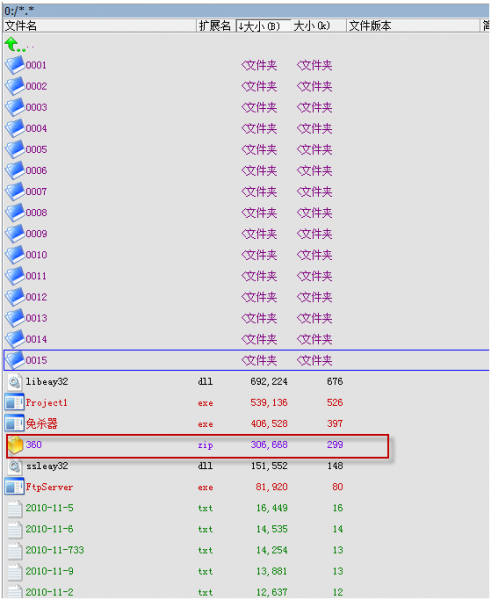 0:/*.*
文件名 扩展名 ↓大小(B) 大小(k) 文件版本
..
0001 <文件夹 <文件夹
0002 <文件夹 <文件夹
0003 <文件夹 <文件夹
0004 <文件夹 <文件夹
0005 <文件夹 <文件夹
0006 <文件夹 <文件夹
0007 <文件夹 <文件夹
0008 <文件夹 <文件夹
0009 <文件夹 <文件夹
0010 <文件夹 <文件夹
0011 <文件夹 <文件夹
0012 <文件夹 <文件夹
0013 <文件夹 <文件夹
0014 <文件夹 <文件夹
0015 <文件夹 <文件夹
libeay32 dll 692,224 676
Project1 exe 539,136 526
免杀器 exe 406,528 397
360 zip 306,668 299
ssleay32 dll 151,552 148
FtpServer exe 81,920 80
2010-11-5 txt 16,449 16
2010-11-6 txt 14,535 14
2010-11-733 txt 14,254 13
2010-11-9 txt 13,881 13
2010-11-2 txt 12,637 12